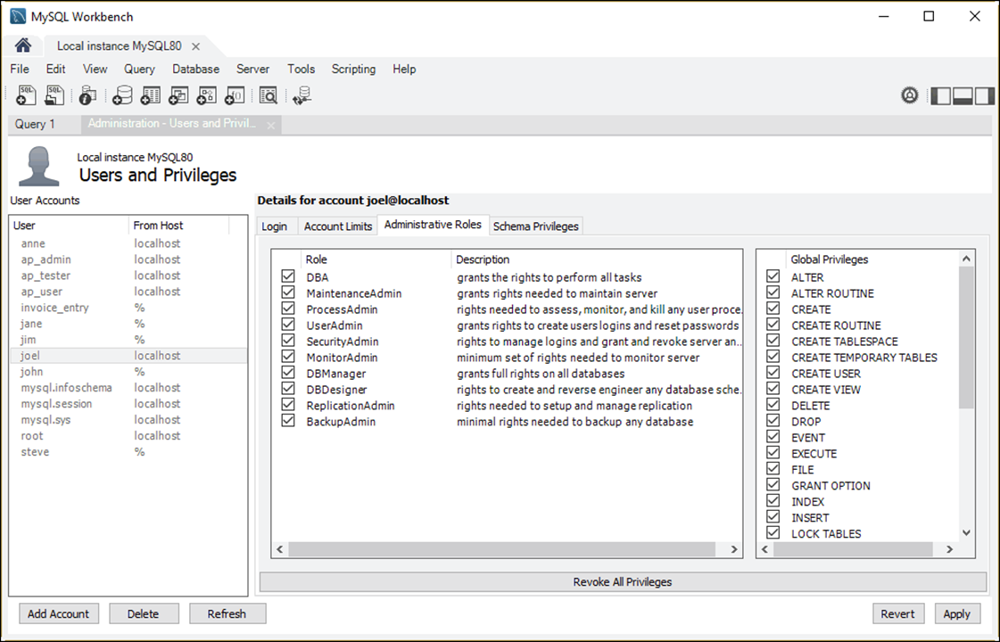 MySQL Workbench
Local instance MySQL80
File Edit View Query Database Server Tools Scripting Help
Query 1 Administration - Users and Privil...
Local instance MySQL80
Users and Privileges
User Accounts
User From Host
anne localhost
ap_admin localhost
ap_tester localhost
ap_user localhost
invoice_entry %
jane %
jim %
joel localhost
john %
mysql.infoschema localhost
mysql.session localhost
mysql.sys localhost
root localhost
steve %
Add Account Delete Refresh
Details for account joel@localhost
Login Account Limits Administrative Roles Schema Privileges
Role Description
DBA grants the rights to perform all tasks
MaintenanceAdmin grants rights needed to maintain server
ProcessAdmin rights needed to assess, monitor, and kill any user proce.
UserAdmin grants rights to create users logins and reset passwords
SecurityAdmin rights to manage logins and grant and revoke server an..
MonitorAdmin minimum set of rights needed to monitor server
DBManager grants full rights on all databases
DBDesigner rights to create and reverse engineer any database sche.
ReplicationAdmin rights needed to setup and manage replication
BackupAdmin minimal rights needed to backup any database
Global Privileges
ALTER
ALTER ROUTINE
CREATE
CREATE ROUTINE
CREATE TABLESPACE
CREATE TEMPORARY TABLES
CREATE USER
CREATE VIEW
DELETE
DROP
EVENT
EXECUTE
FILE
GRANT OPTION
INDEX
INSERT
LOCK TABLES
Revoke All Privileges
Revert Apply